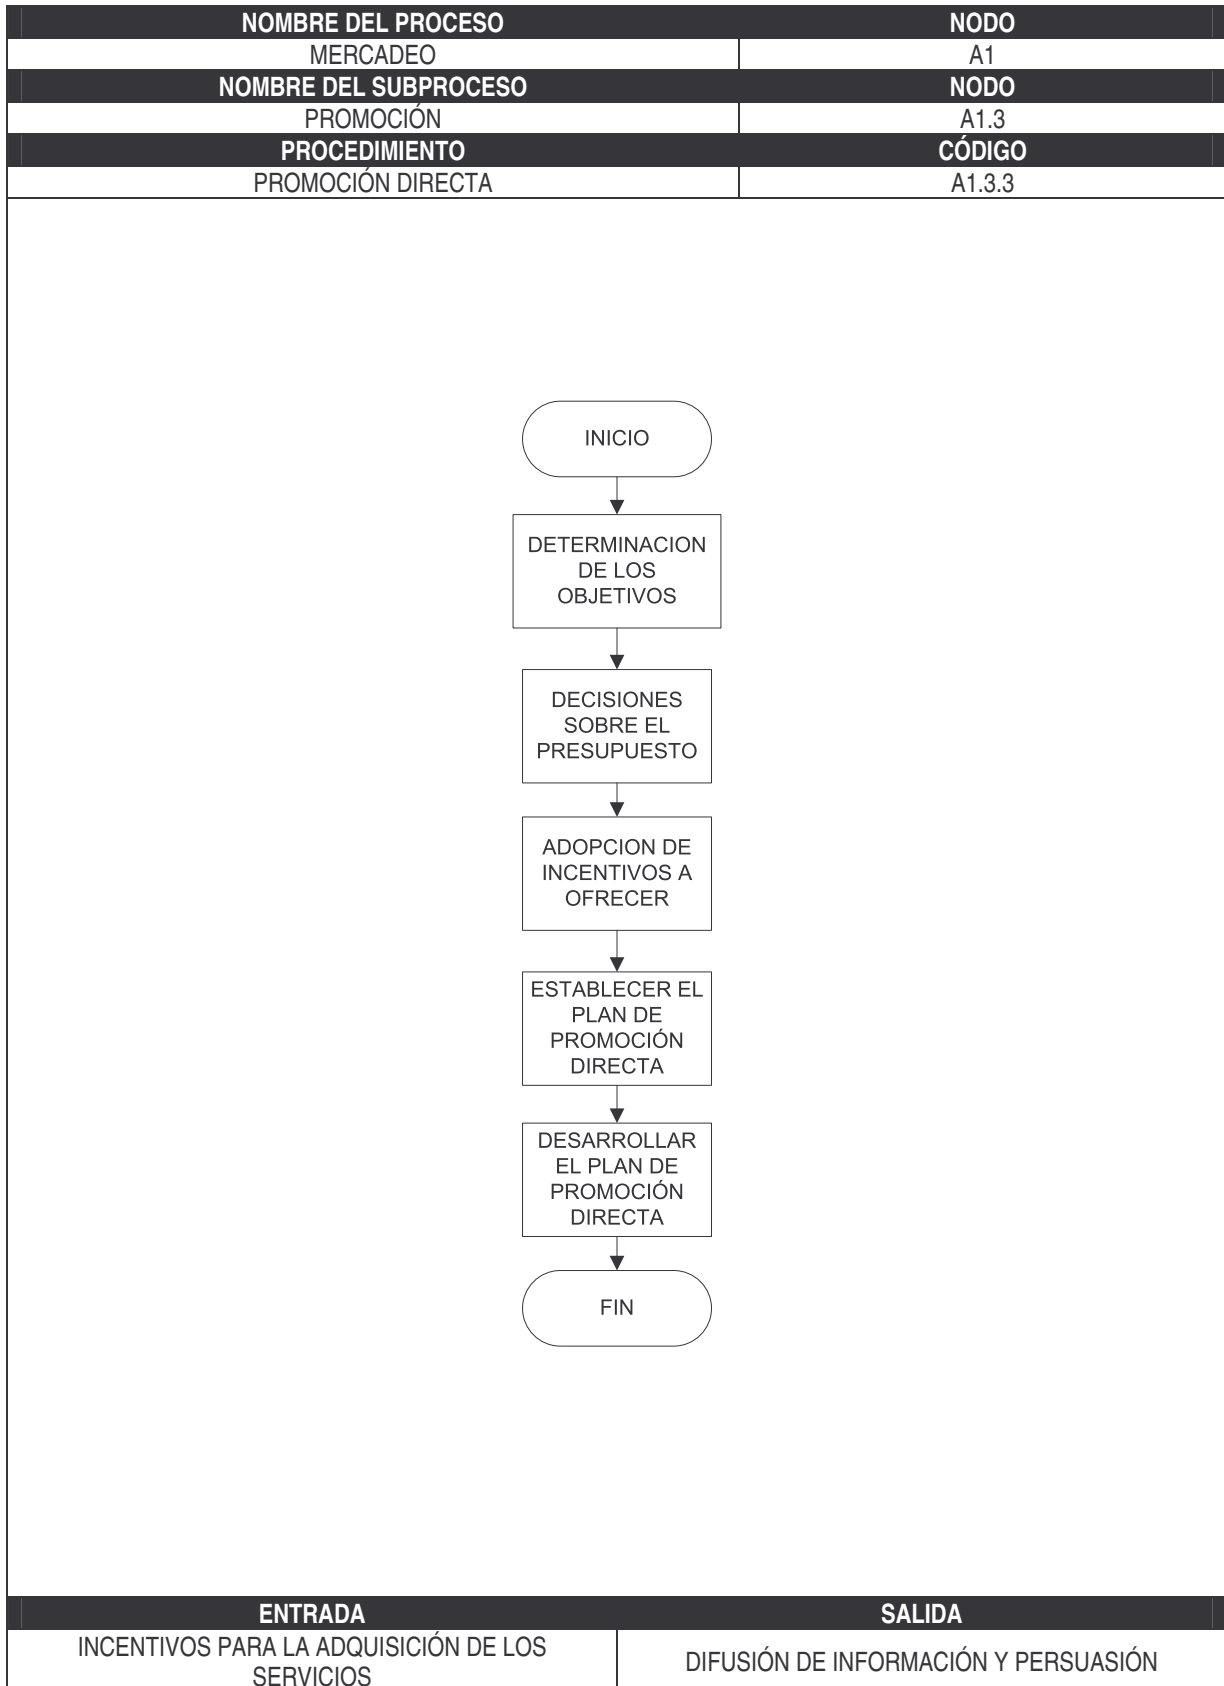 NOMBRE DEL PROCESO NODO
MERCADEO A1
NOMBRE DEL SUBPROCESO NODO
PROMOCIÓN A1.3
PROCEDIMIENTO CÓDIGO
PROMOCIÓN DIRECTA A1.3.3
INICIO
DETERMINACION
DE LOS
OBJETIVOS
DECISIONES
SOBRE EL
PRESUPUESTO
ADOPCION DE
INCENTIVOS A
OFRECER
ESTABLECER EL
PLAN DE
PROMOCIÓN
DIRECTA
DESARROLLAR
EL PLAN DE
PROMOCIÓN
DIRECTA
FIN
ENTRADA SALIDA
INCENTIVOS PARA LA ADQUISICIÓN DE LOS
SERVICIOS
DIFUSIÓN DE INFORMACIÓN Y PERSUASIÓN